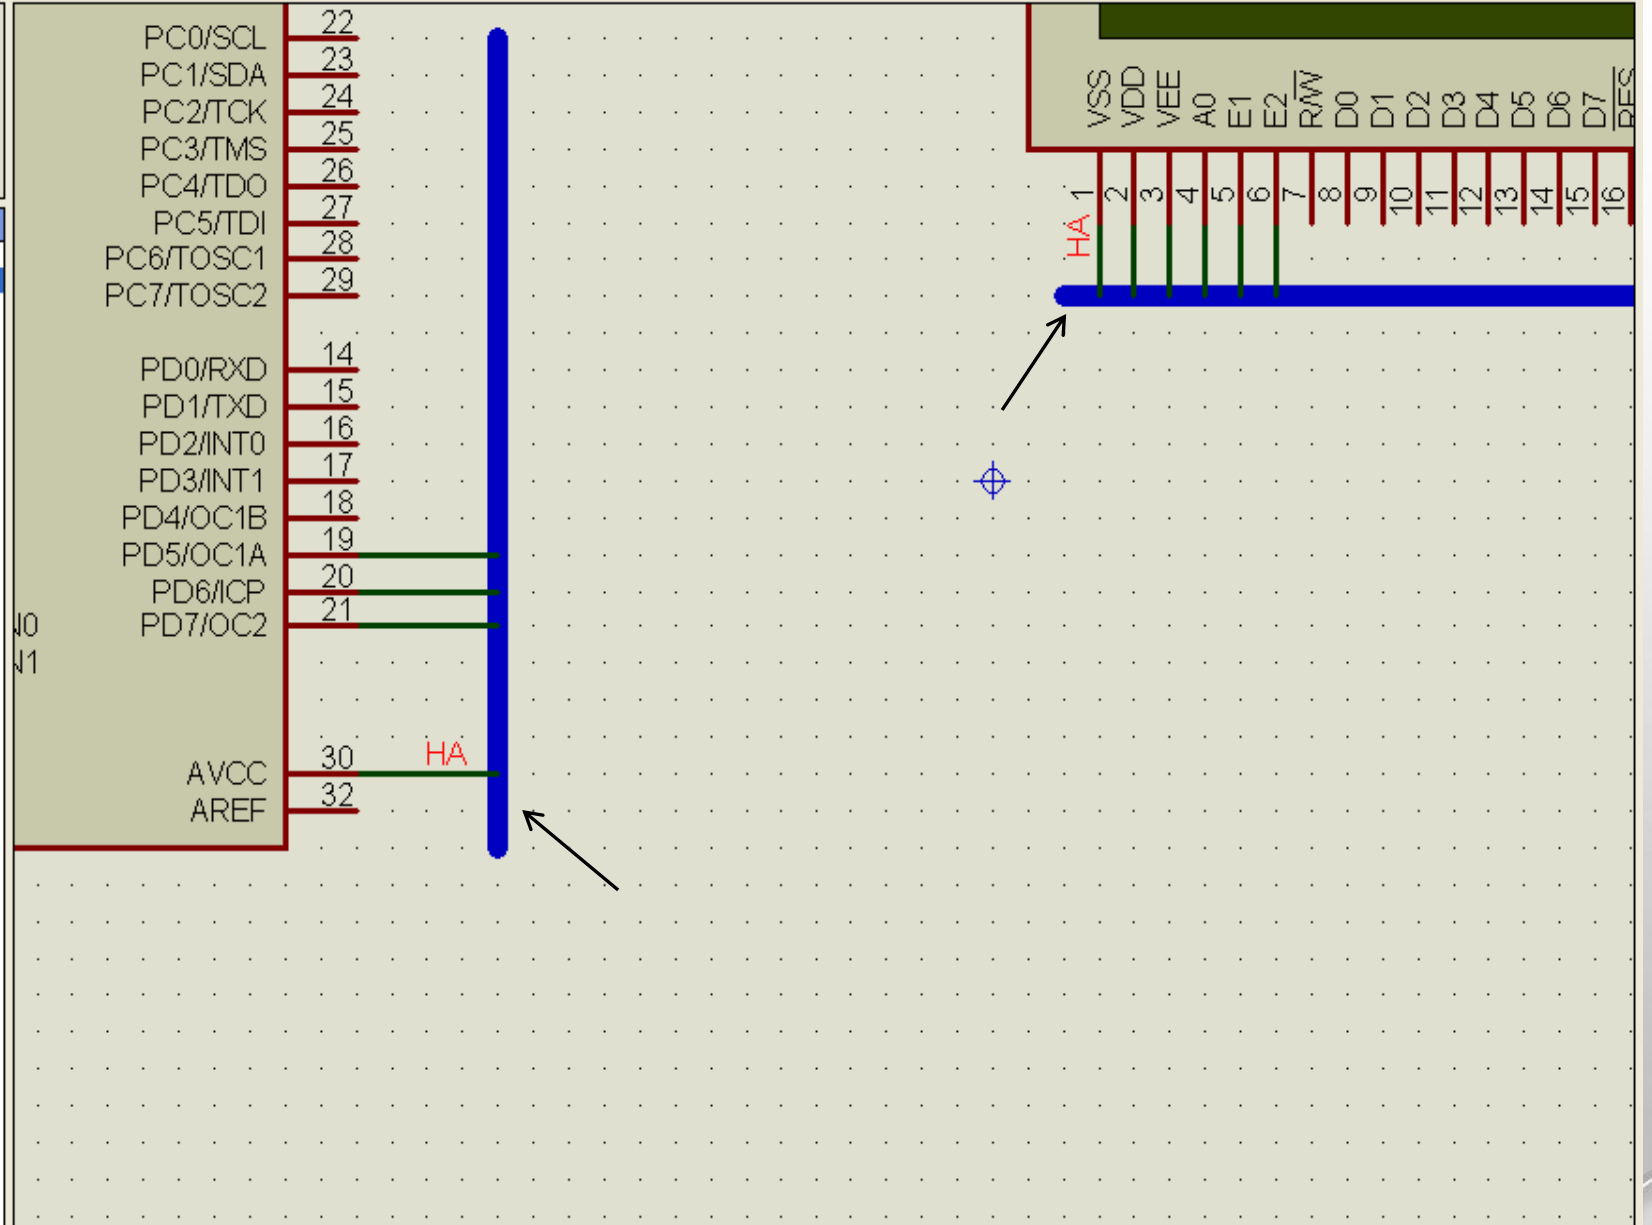 PC0/SCL 22
PC1/SDA 23
PC2/TCK 24
PC3/TMS 25
PC4/TDO 26
PC5/TDI 27
PC6/TOSC1 28
PC7/TOSC2 29
PD0/RXD 14
PD1/TXD 15
PD2/INT0 16
PD3/INT1 17
PD4/OC1B 18
PD5/OC1A 19
PD6/ICP 20
PD7/OC2 21
N0
N1
AVCC 30 HA
AREF 32
VSS 1
VDD 2
VEE 3
A0 4
E1 5
E2 6
R/W 7
D0 8
D1 9
D2 10
D3 11
D4 12
D5 13
D6 14
D7 15
RES 16
HA